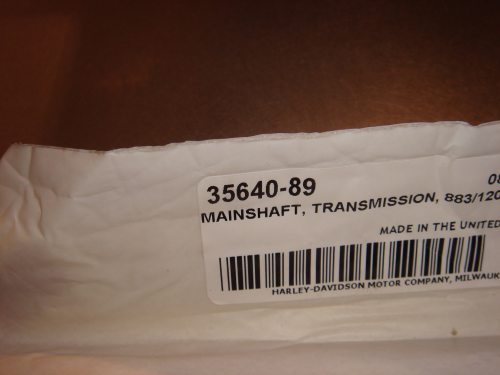 35640-89 08
MAINSHAFT, TRANSMISSION, 883/120
MADE IN THE UNITED
HARLEY-DAVIDSON MOTOR COMPANY, MILWAUK